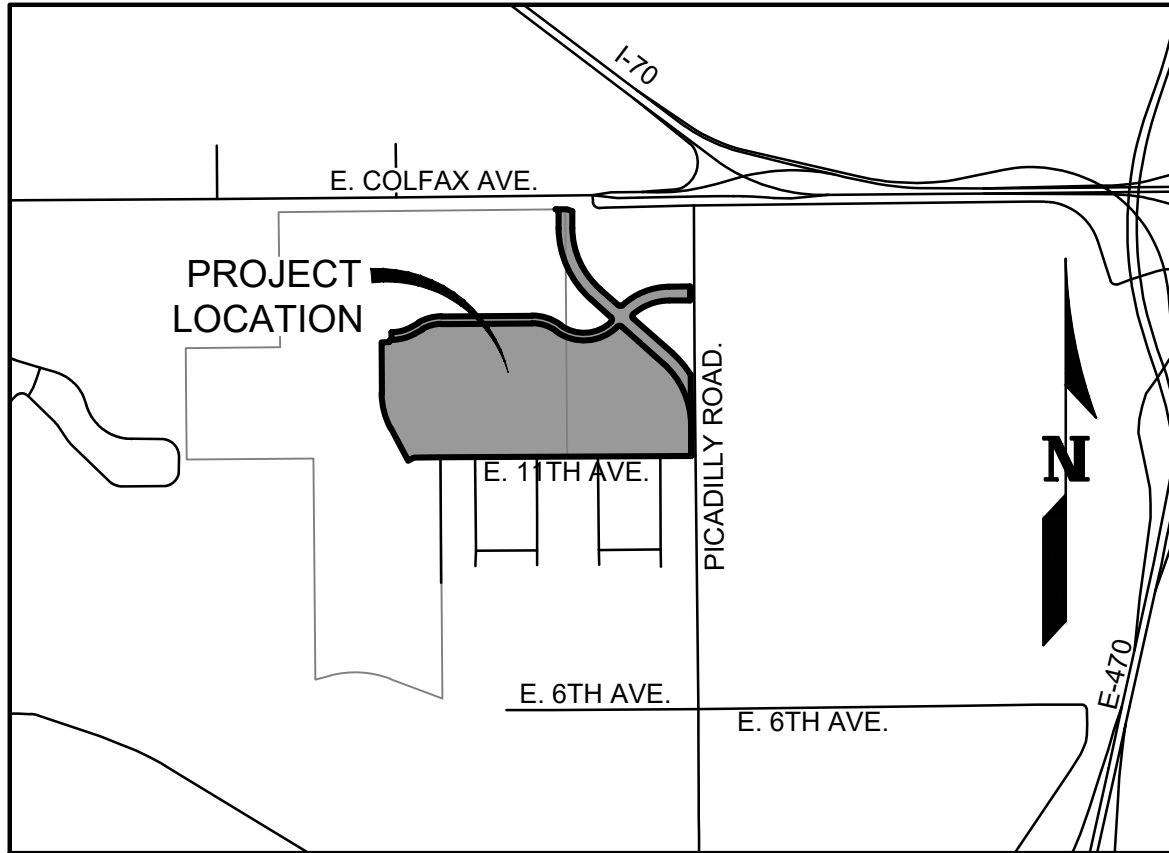 I-70
E. COLFAX AVE.
PROJECT
LOCATION
E. 11TH AVE.
PICADILLY ROAD.
N
E. 6TH AVE.
E. 6TH AVE.
E-470